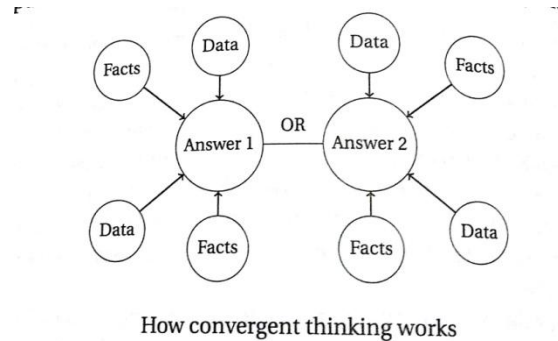 Data
Data
Facts
Facts
OR
Answer 1
Answer 2
Data
Facts
Facts
Data
How convergent thinking works